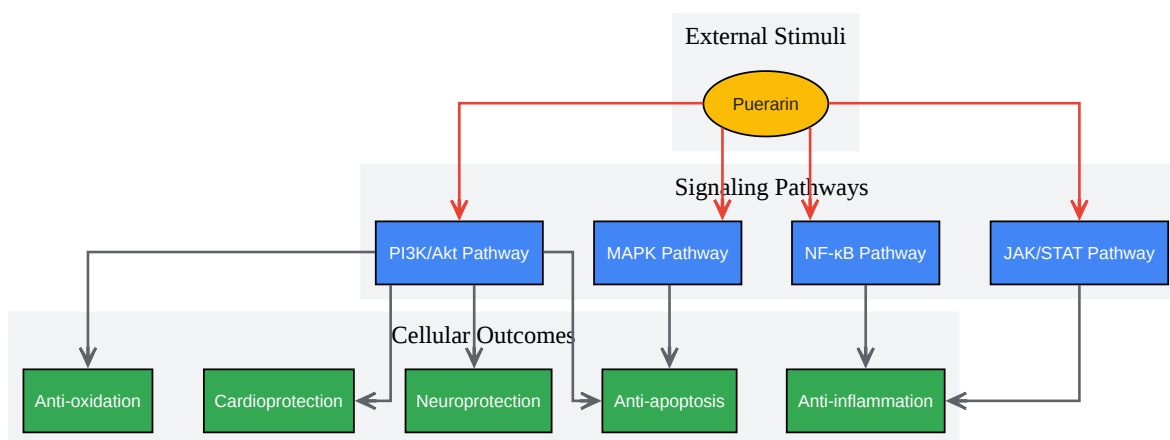 External Stimuli
Puerarin
Signaling Pathways
PI3K/Akt Pathway
MAPK Pathway
NF-κB Pathway
JAK/STAT Pathway
Cellular Outcomes
Anti-oxidation
Cardioprotection
Neuroprotection
Anti-apoptosis
Anti-inflammation